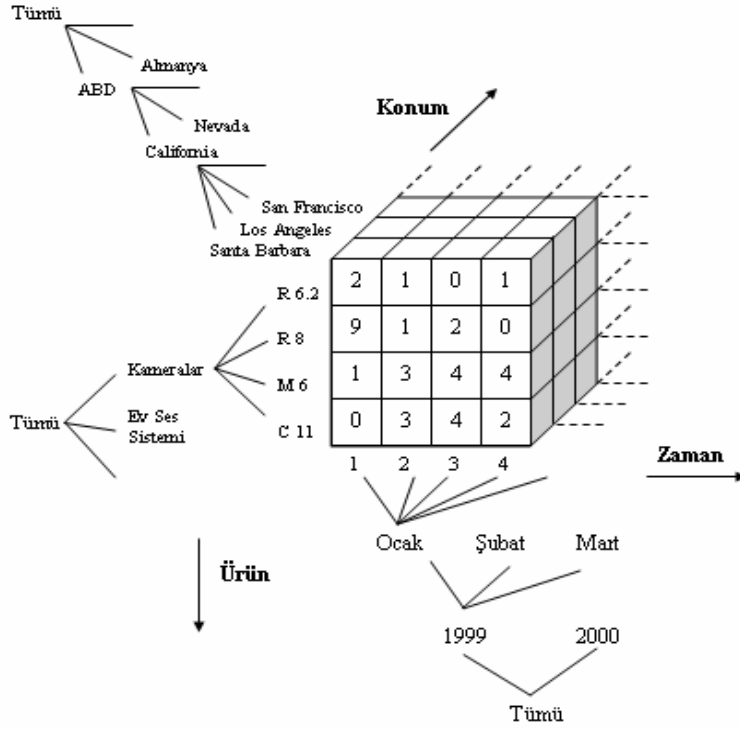 Tümü
Almanya
ABD
Konum
Nevada
California
San Francisco
Los Angeles
Santa Barbara
R 6.2
2 1 0 1
R 8
9 1 2 0
Kameralar
M 6
1 3 4 4
Tümü
Ev Ses
Sistemi
C 11
0 3 4 2
1 2 3 4
Zaman
Ocak Şubat Mart
Ürün
1999 2000
Tümü